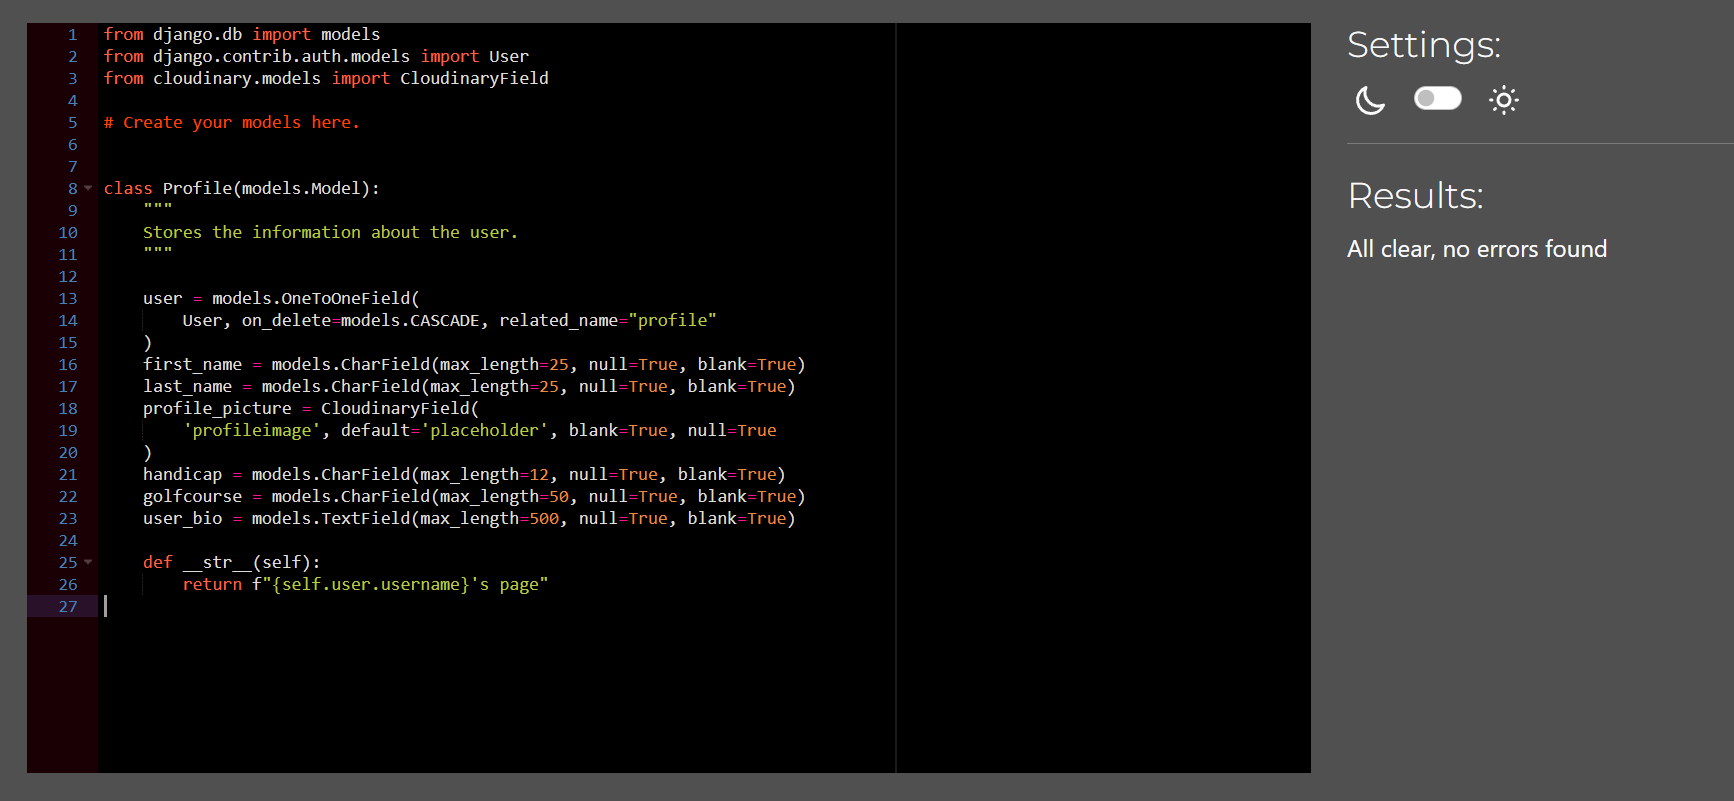 1 from django.db import models
2 from django.contrib.auth.models import User
3 from cloudinary.models import CloudinaryField
4
5 # Create your models here.
6
7
8 class Profile(models.Model):
9     """
10     Stores the information about the user.
11     """
12
13     user = models.OneToOneField(
14         User, on_delete=models.CASCADE, related_name="profile"
15     )
16     first_name = models.CharField(max_length=25, null=True, blank=True)
17     last_name = models.CharField(max_length=25, null=True, blank=True)
18     profile_picture = CloudinaryField(
19         'profileimage', default='placeholder', blank=True, null=True
20     )
21     handicap = models.CharField(max_length=12, null=True, blank=True)
22     golfcourse = models.CharField(max_length=50, null=True, blank=True)
23     user_bio = models.TextField(max_length=500, null=True, blank=True)
24
25     def __str__(self):
26         return f"{self.user.username}'s page"
27
Settings:
Results:
All clear, no errors found